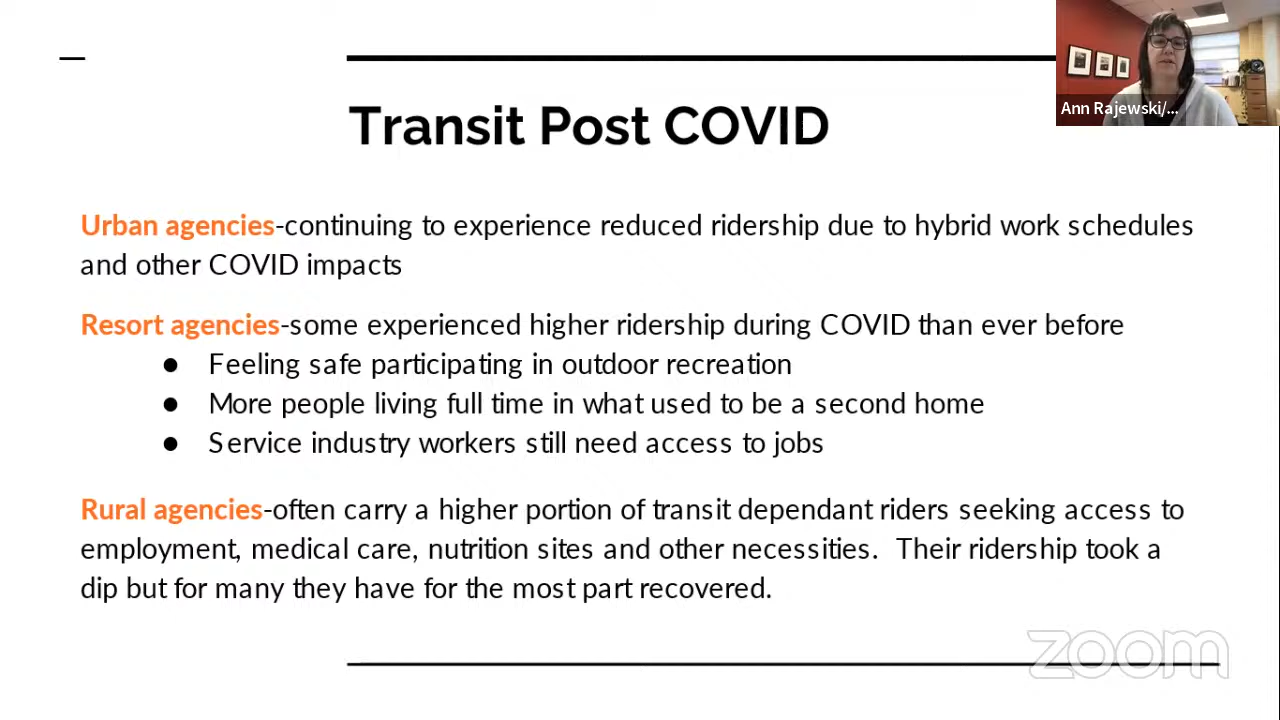 Transit Post COVID
Ann Rajewski/...
Urban agencies-continuing to experience reduced ridership due to hybrid work schedules
and other COVID impacts
Resort agencies-some experienced higher ridership during COVID than ever before
● Feeling safe participating in outdoor recreation
● More people living full time in what used to be a second home
● Service industry workers still need access to jobs
Rural agencies-often carry a higher portion of transit dependant riders seeking access to
employment, medical care, nutrition sites and other necessities. Their ridership took a
dip but for many they have for the most part recovered.
zoom